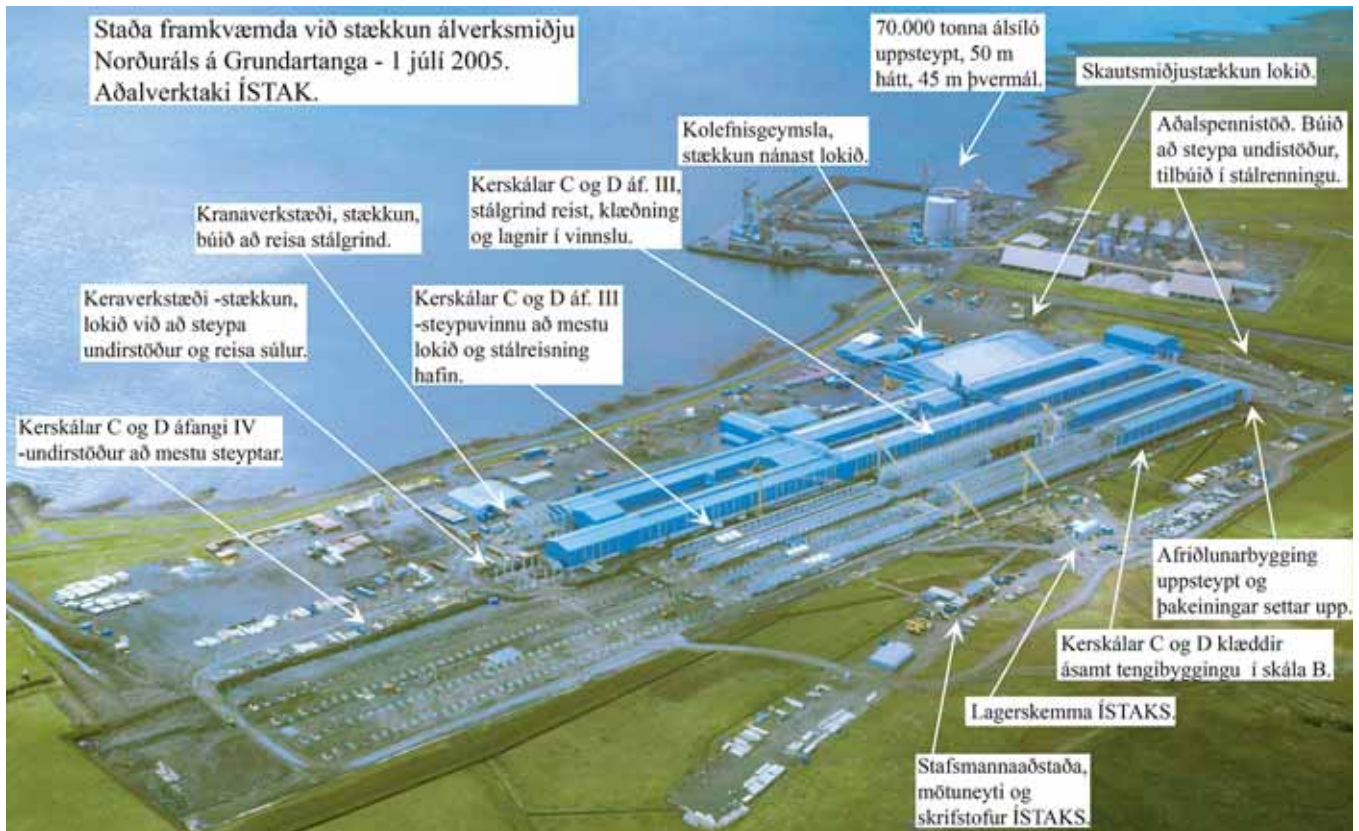 Staða framkvæmda við stækkun álverksmiðju
Norðuráls á Grundartanga - 1 júlí 2005.
Aðalverktaki ÍSTAK.
70.000 tonna álsíló
uppsteypt, 50 m
hátt, 45 m þvermál.
Skautsmiðjustækkun lokið.
Kolefnisgeymsla,
stækkun nánast lokið.
Aðalspennistöð. Búið
að steypa undistöður,
tilbúið í stálrenningu.
Kerskálar C og D áf. III,
stálgrind reist, klæðning
og lagnir í vinnslu.
Kranaverkstæði, stækkun,
búið að reisa stálgrind.
Keraverkstæði -stækkun,
lokið við að steypa
undirstöður og reisa súlur.
Kerskálar C og D áf. III
-steypuvinnu að mestu
lokið og stálreisning
hafin.
Kerskálar C og D áfangi IV
-undirstöður að mestu steyptar.
Afriðlunarbygging
uppsteypt og
þakeiningar settar upp.
Kerskálar C og D klæddir
ásamt tengibyggingu í skála B.
Lagerskemma ÍSTAKS.
Stafsmannaaðstaða,
mötuneyti og
skrifstofur ÍSTAKS.